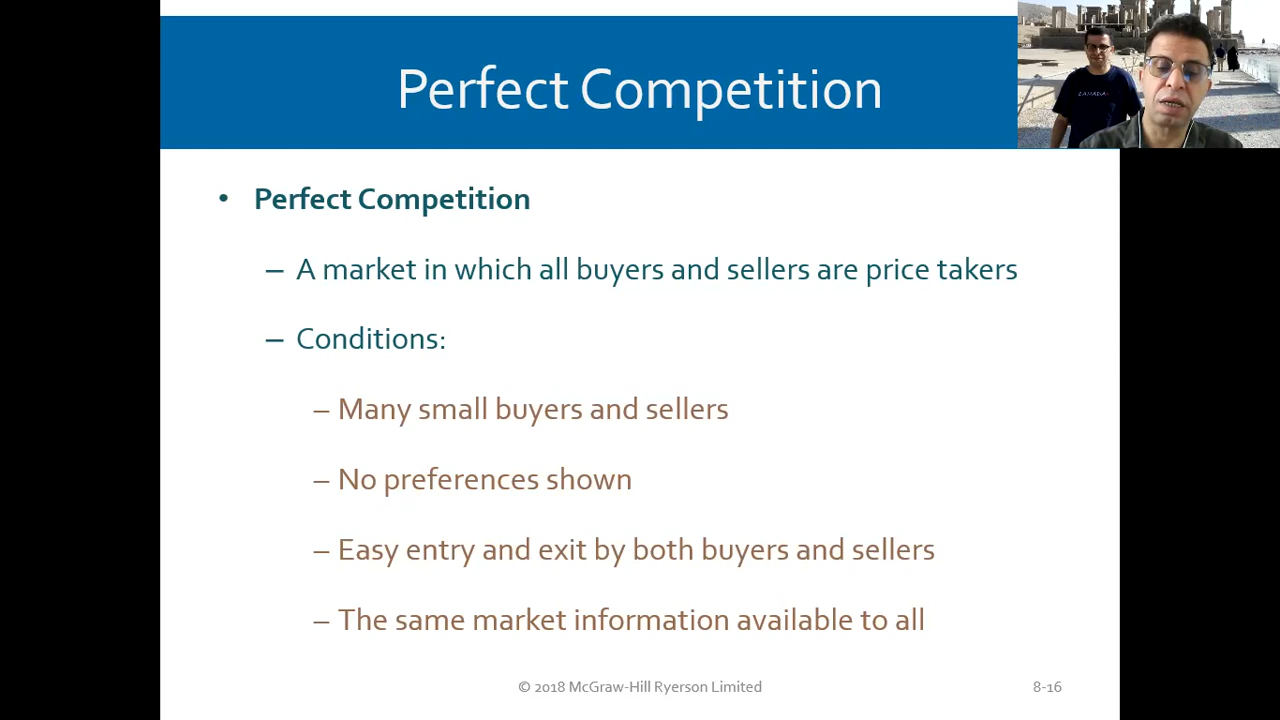 Perfect Competition
• Perfect Competition
– A market in which all buyers and sellers are price takers
– Conditions:
– Many small buyers and sellers
– No preferences shown
– Easy entry and exit by both buyers and sellers
– The same market information available to all
© 2018 McGraw-Hill Ryerson Limited
8-16
CANADA